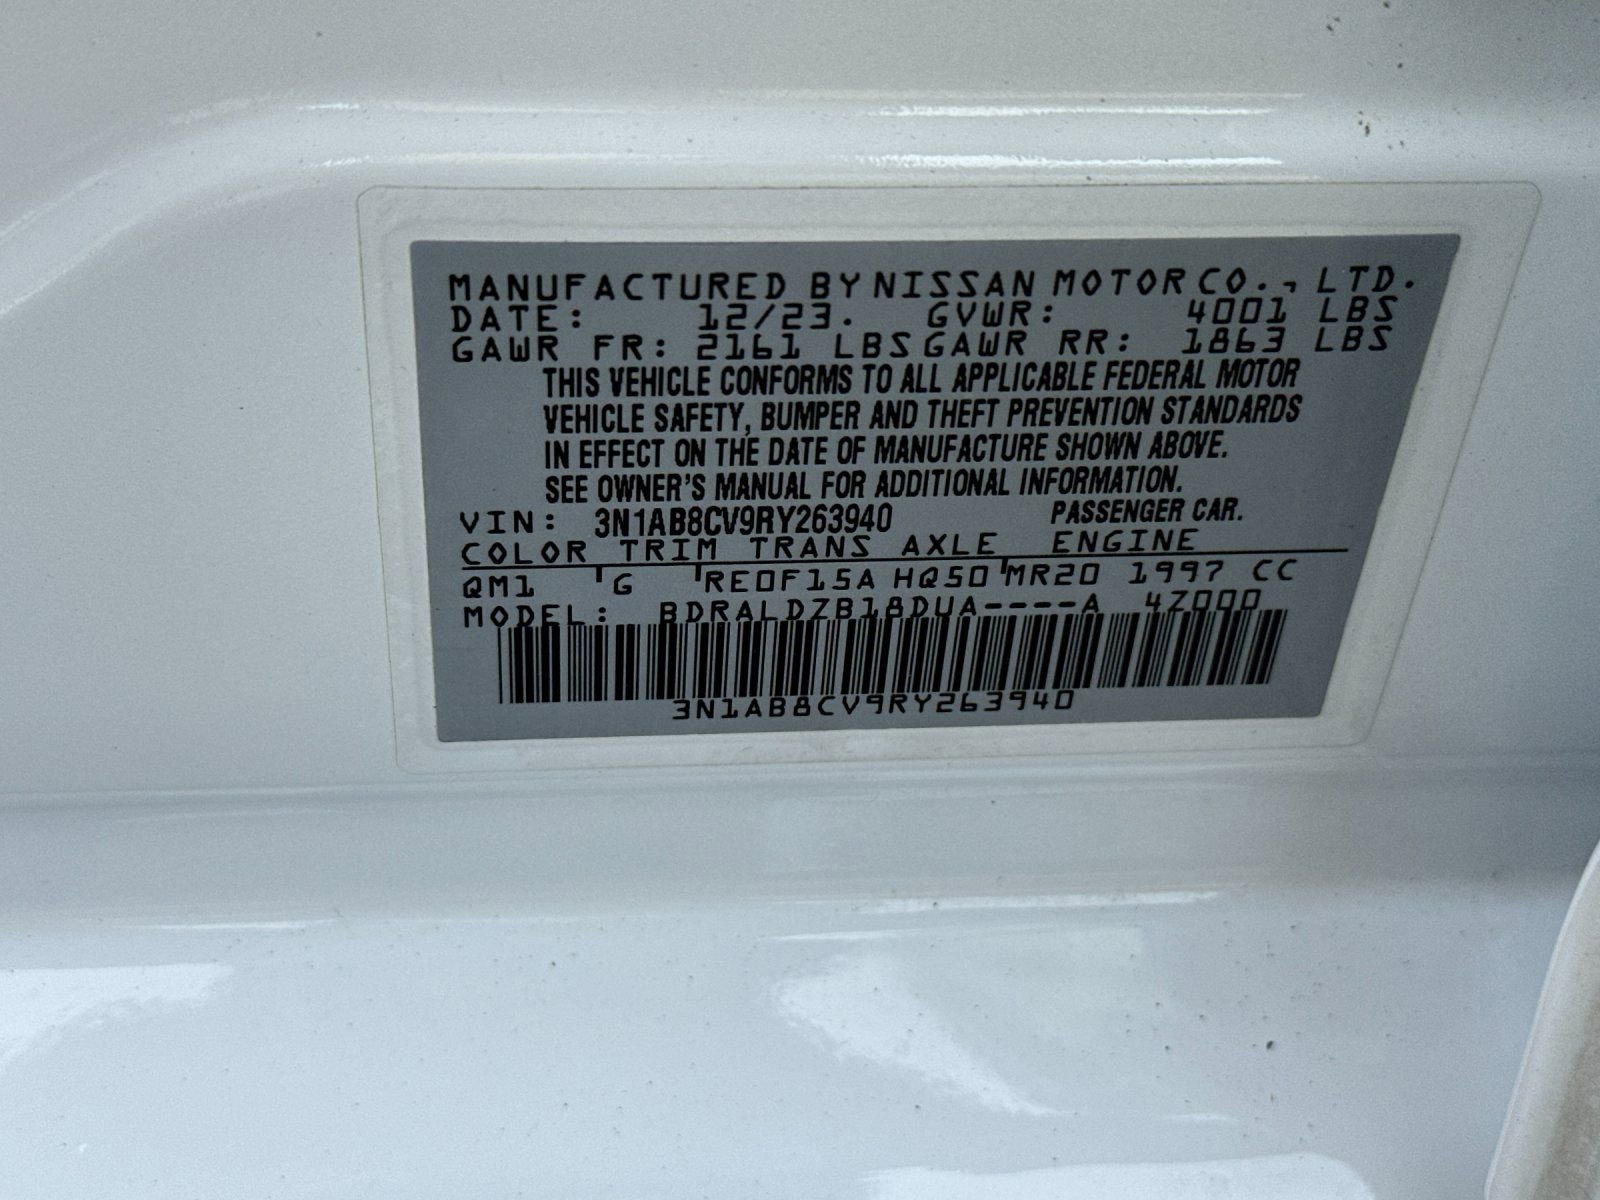 MANUFACTURED BY NISSAN MOTOR CO., LTD.
DATE: 12/23. GVWR: 4001 LBS
GAWR FR: 2161 LBS GAWR RR: 1863 LBS
THIS VEHICLE CONFORMS TO ALL APPLICABLE FEDERAL MOTOR
VEHICLE SAFETY, BUMPER AND THEFT PREVENTION STANDARDS
IN EFFECT ON THE DATE OF MANUFACTURE SHOWN ABOVE.
SEE OWNER'S MANUAL FOR ADDITIONAL INFORMATION.
VIN: 3N1AB8CV9RY263940 PASSENGER CAR.
COLOR TRIM TRANS AXLE ENGINE
QM1 G RE0F15A HQ50 MR20 1997 CC
MODEL: BDRALDZB18DUA----A 4Z000
3N1AB8CV9RY263940